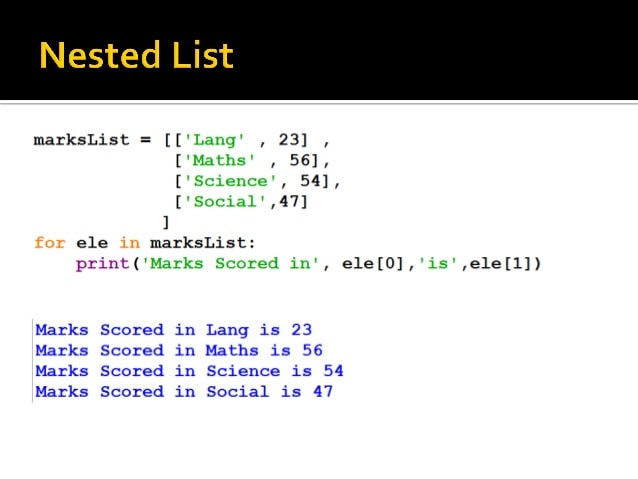 Nested List
marksList = [['Lang' , 23] ,
['Maths' , 56],
['Science', 54],
['Social',47]
]
for ele in marksList:
print('Marks Scored in', ele[0],'is',ele[1])
Marks Scored in Lang is 23
Marks Scored in Maths is 56
Marks Scored in Science is 54
Marks Scored in Social is 47